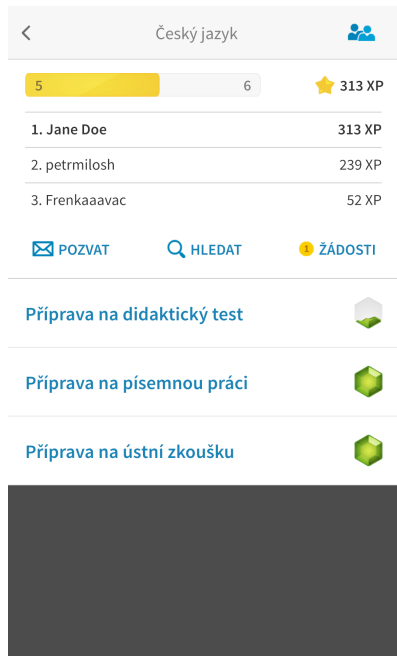 Český jazyk
5 6 313 XP
1. Jane Doe 313 XP
2. petrmilosh 239 XP
3. Frenkaaavac 52 XP
POZVAT HLEDAT 1 ŽÁDOSTI
Příprava na didaktický test
Příprava na písemnou práci
Příprava na ústní zkoušku